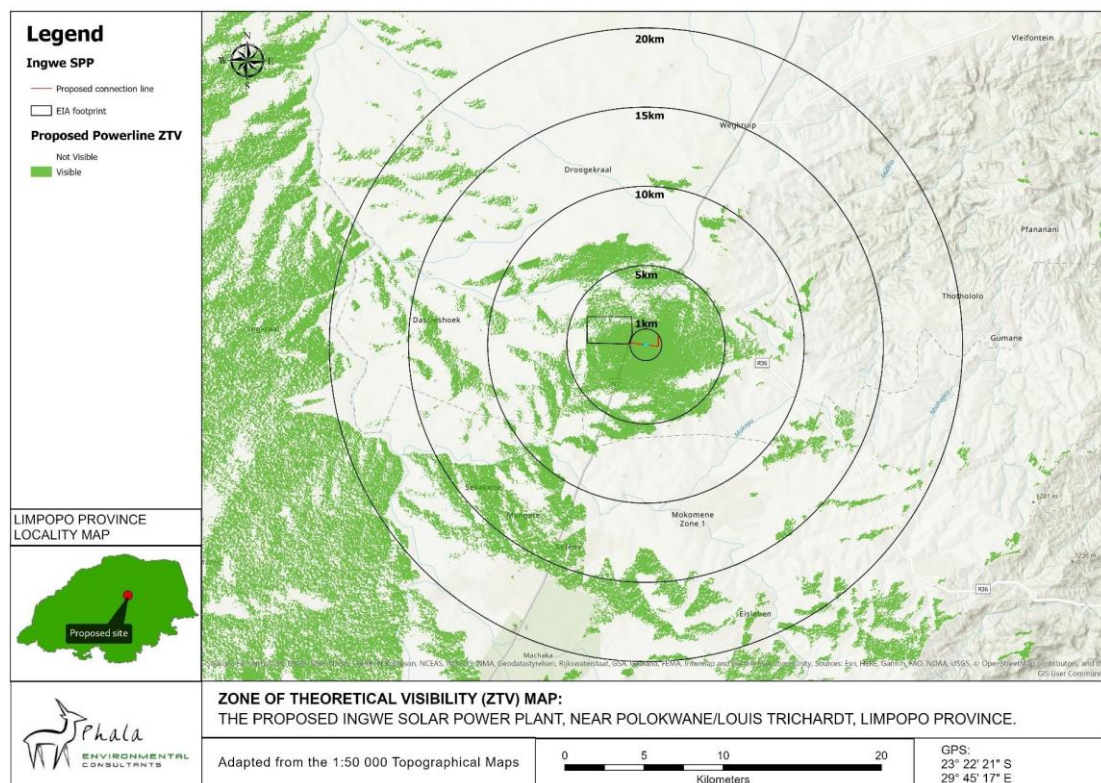 Legend
Ingwe SPP
Proposed connection line
EIA footprint
Proposed Powerline ZTV
Not Visible
Visible
N
S
20km
15km
10km
5km
1km
Vleifontein
Wegkruip
Droogekraal
Pfananani
Thothololo
Gumane
R36
Mokomene
Zone 1
Eisleben
R36
Machaka
LIMPOPO PROVINCE
LOCALITY MAP
Proposed site
Phala
ENVIRONMENTAL
CONSULTANTS
ZONE OF THEORETICAL VISIBILITY (ZTV) MAP:
THE PROPOSED INGWE SOLAR POWER PLANT, NEAR POLOKWANE/LOUIS TRICHARDT, LIMPOPO PROVINCE.
Adapted from the 1:50 000 Topographical Maps
0 5 10 20
Kilometers
GPS:
23° 22' 21" S
29° 45' 17" E